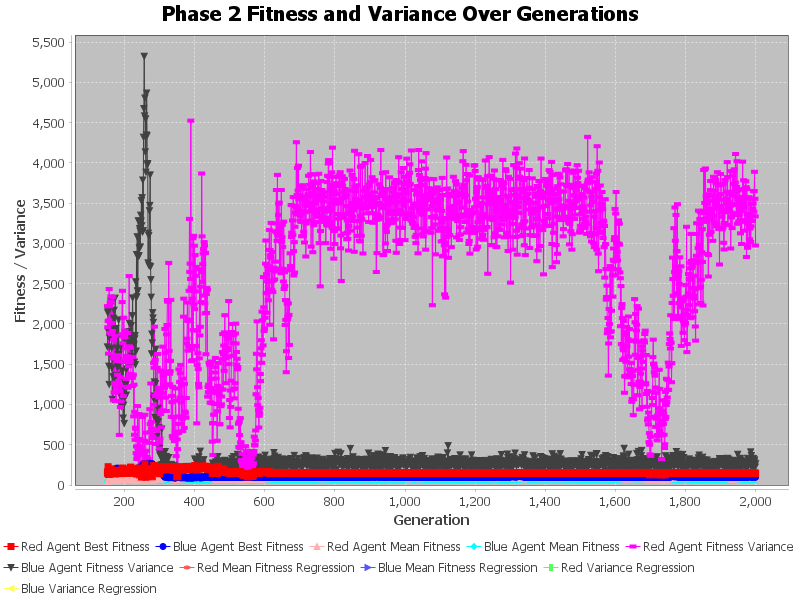 Phase 2 Fitness and Variance Over Generations
5,500
5,000
4,500
4,000
3,500
3,000
2,500
2,000
1,500
1,000
500
0
Fitness / Variance
200 400 600 800 1,000 1,200 1,400 1,600 1,800 2,000
Generation
Red Agent Best Fitness Blue Agent Best Fitness Red Agent Mean Fitness Blue Agent Mean Fitness Red Agent Fitness Variance
Blue Agent Fitness Variance Red Mean Fitness Regression Blue Mean Fitness Regression Red Variance Regression
Blue Variance Regression